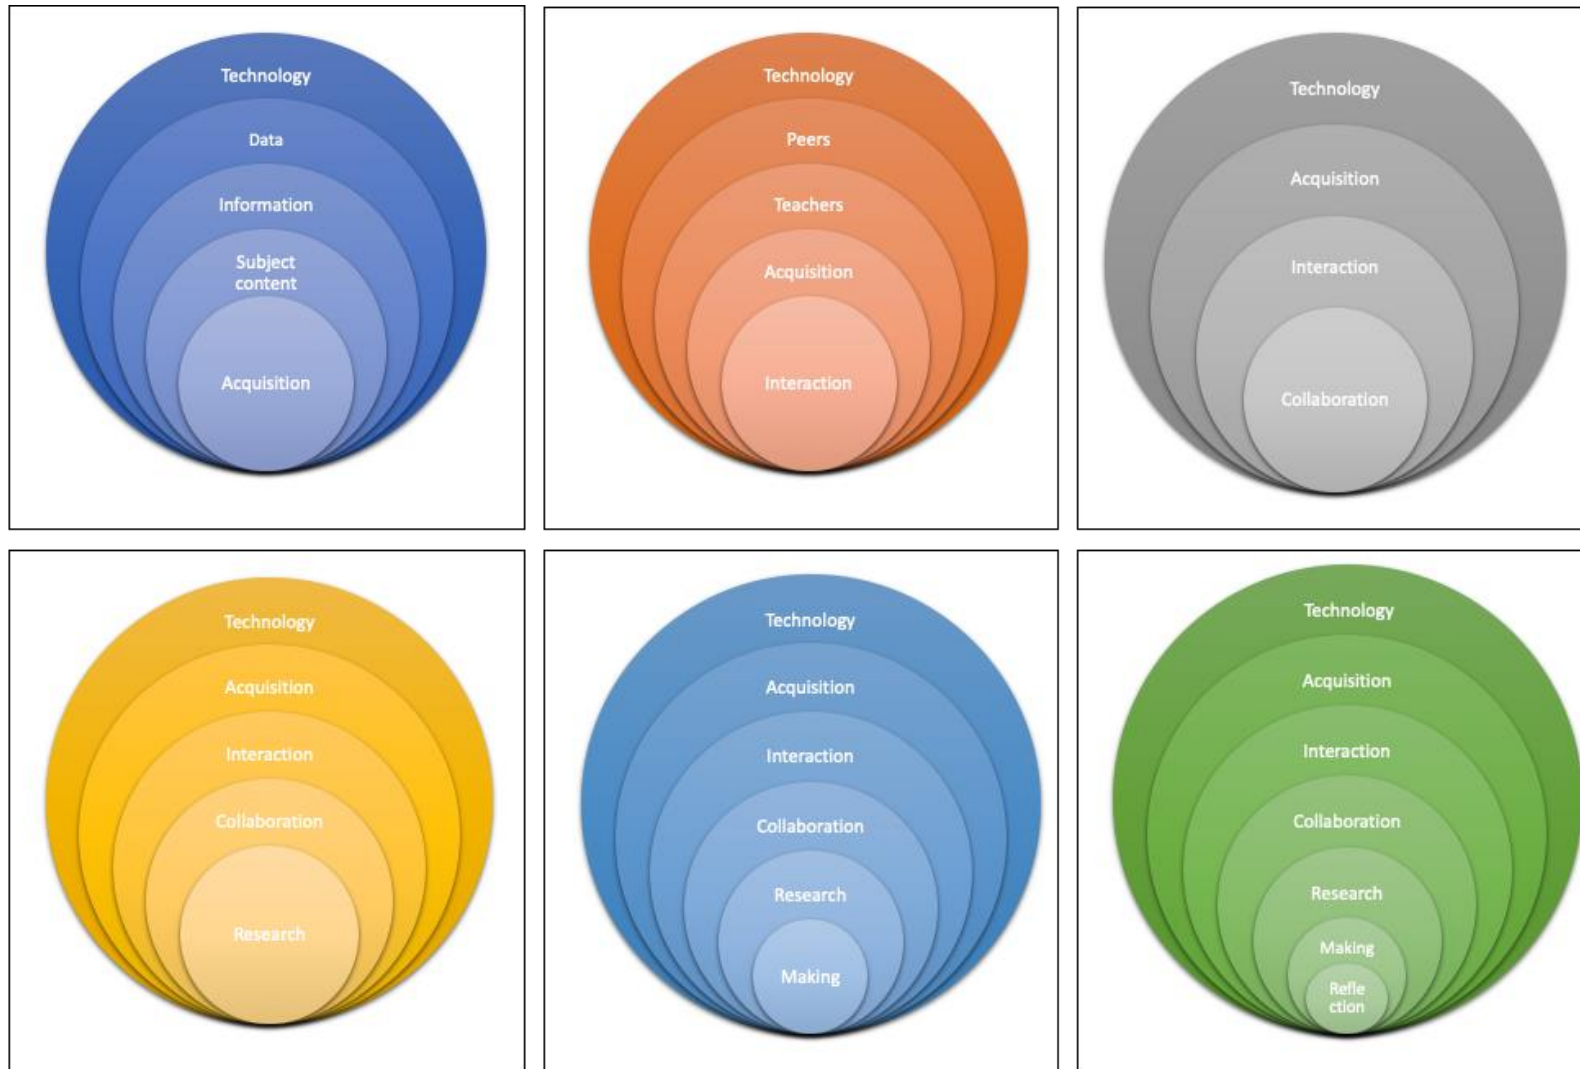 Technology
Data
Information
Subject
content
Acquisition
Technology
Peers
Teachers
Acquisition
Interaction
Technology
Acquisition
Interaction
Collaboration
Technology
Acquisition
Interaction
Collaboration
Research
Technology
Acquisition
Interaction
Collaboration
Research
Making
Technology
Acquisition
Interaction
Collaboration
Research
Making
Refle
ction